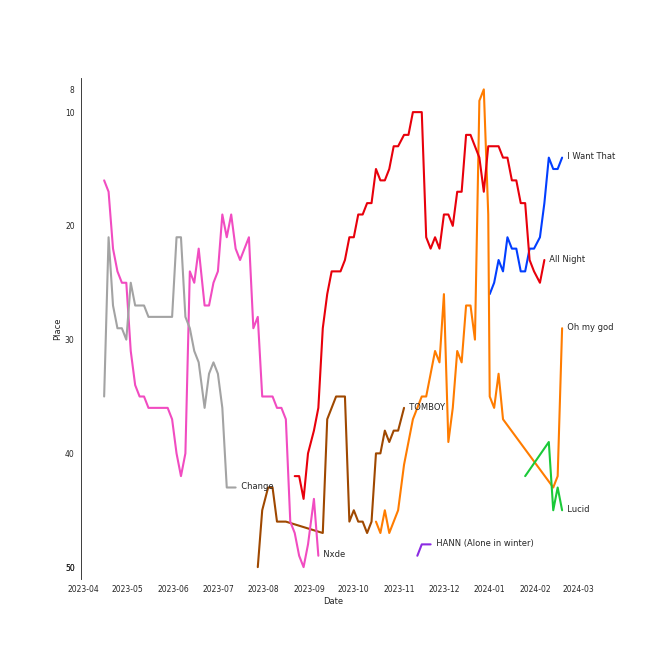 8
10
20
30
40
50
Place
I Want That
All Night
Oh my god
TOMBOY
Change
Lucid
HANN (Alone in winter)
Nxde
2023-04 2023-05 2023-06 2023-07 2023-08 2023-09 2023-10 2023-11 2023-12 2024-01 2024-02 2024-03
Date